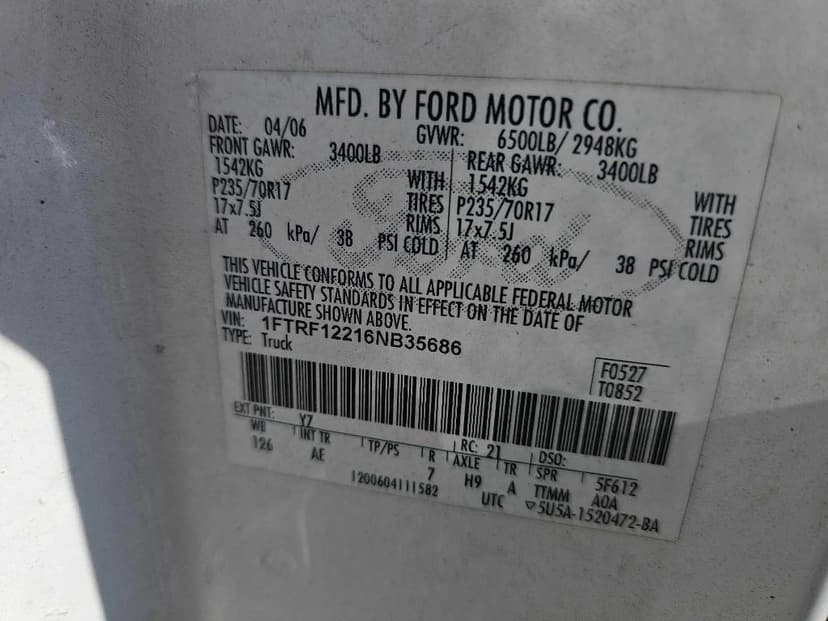 MFD. BY FORD MOTOR CO.
DATE: 04/06 GVWR: 6500LB/ 2948KG
FRONT GAWR: 3400LB REAR GAWR: 3400LB
1542KG WITH 1542KG WITH
P235/70R17 TIRES P235/70R17 TIRES
17x7.5J RIMS 17x7.5J RIMS
AT 260 kPa/ 38 PSI COLD AT 260 kPa/ 38 PSI COLD
Ford
THIS VEHICLE CONFORMS TO ALL APPLICABLE FEDERAL MOTOR
VEHICLE SAFETY STANDARDS IN EFFECT ON THE DATE OF
MANUFACTURE SHOWN ABOVE.
VIN: 1FTRF12216NB35686
TYPE: Truck
F0527
T0852
EXT PNT: YZ RC: 21 DSO:
WB INT TR TP/PS R AXLE TR SPR 5F612
126 AE 7 H9 A TTMM A0A
1200604111582 UTC ▽5U5A-1520472-BA